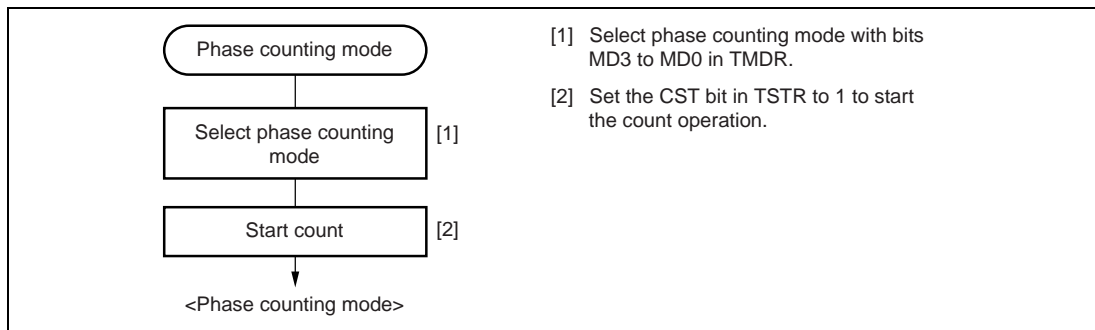 Phase counting mode
Select phase counting
mode
[1]
Start count
[2]
<Phase counting mode>
[1] Select phase counting mode with bits
MD3 to MD0 in TMDR.
[2] Set the CST bit in TSTR to 1 to start
the count operation.